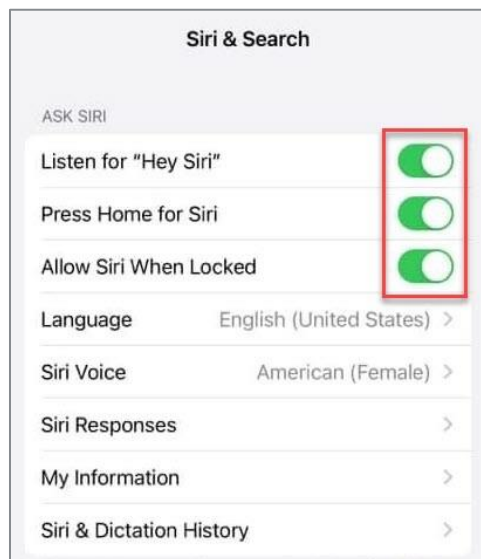 Siri & Search
ASK SIRI
Listen for "Hey Siri"
Press Home for Siri
Allow Siri When Locked
Language English (United States) >
Siri Voice American (Female) >
Siri Responses >
My Information >
Siri & Dictation History >